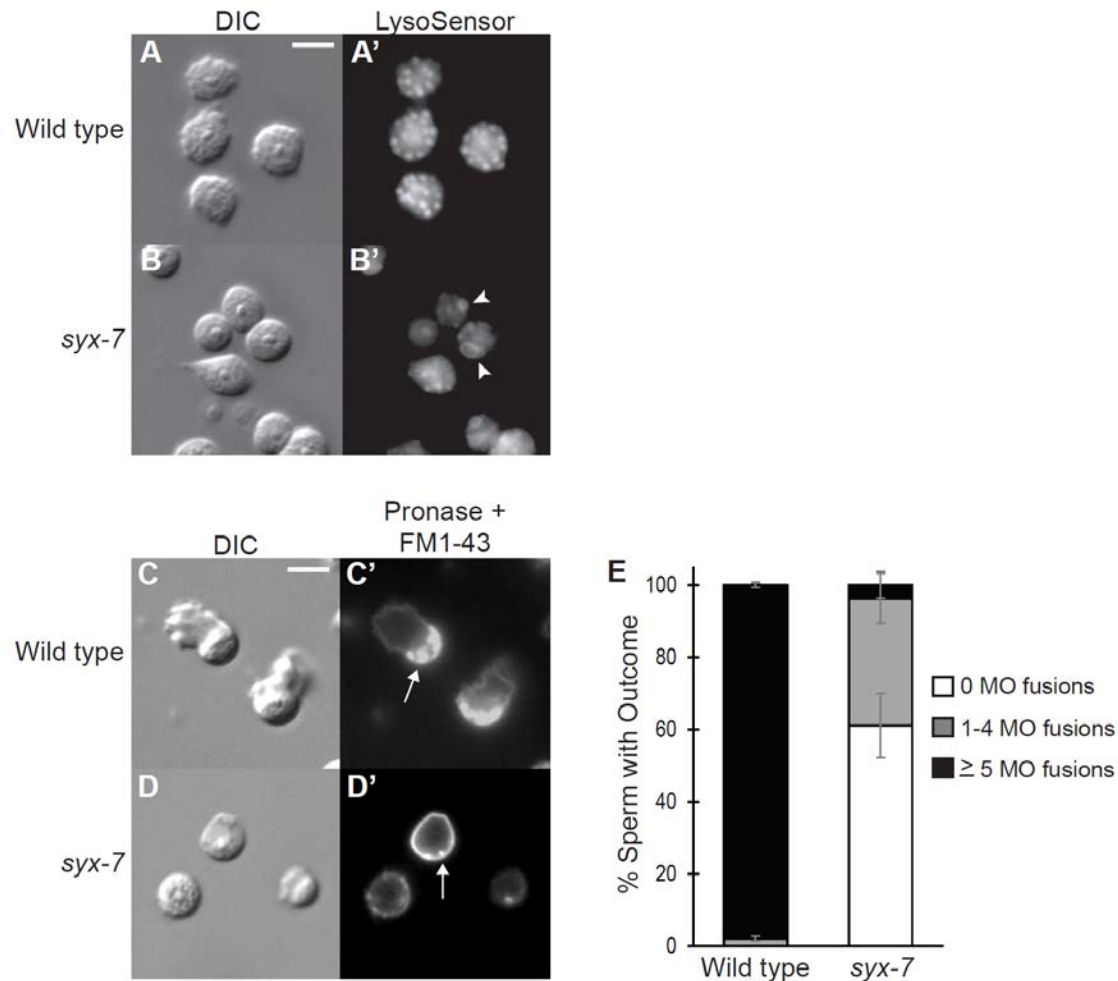 DIC
LysoSensor
A
A'
Wild type
B
B'
syx-7
DIC
Pronase +
FM1-43
C
C'
Wild type
D
D'
syx-7
E
% Sperm with Outcome
100
80
60
40
20
0
Wild type
syx-7
0 MO fusions
1-4 MO fusions
≥ 5 MO fusions